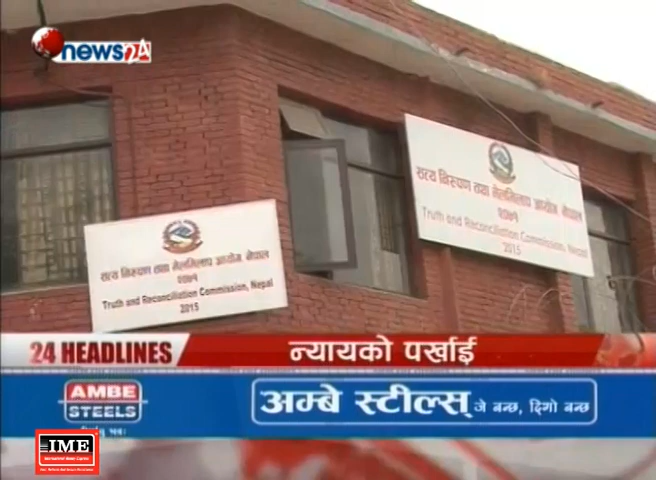 news24
सत्य निरूपण तथा मेलमिलाप आयोग नेपाल
२०७१
Truth and Reconciliation Commission, Nepal
2015
सत्य निरूपण तथा मेलमिलाप आयोग नेपाल
२०७१
Truth and Reconciliation Commission, Nepal
2015
24 HEADLINES
न्यायको पर्खाई
AMBE
STEELS
अम्बे स्टील्स् जे बन्छ, दिगो बन्छ
IME